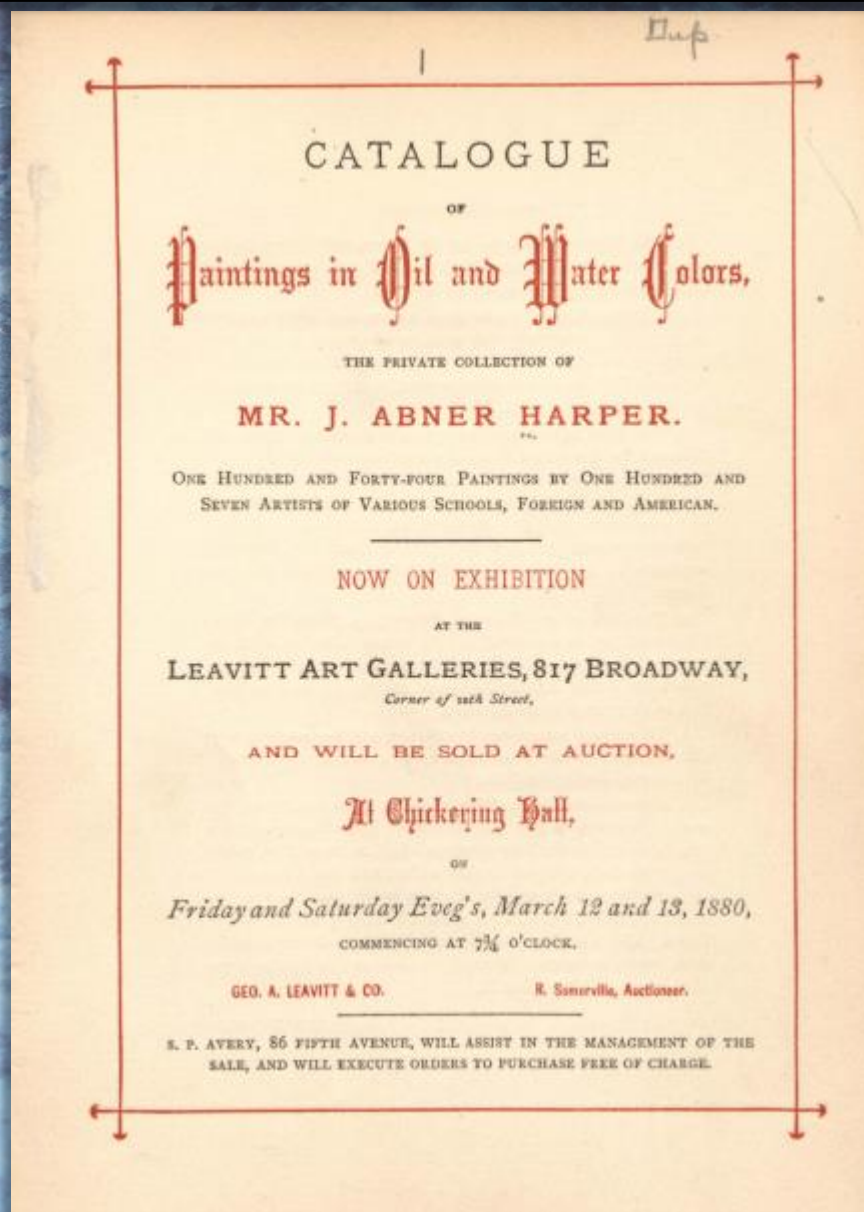 Dup
1
CATALOGUE
OF
Paintings in Oil and Water Colors,
THE PRIVATE COLLECTION OF
MR. J. ABNER HARPER.
ONE HUNDRED AND FORTY-FOUR PAINTINGS BY ONE HUNDRED AND
SEVEN ARTISTS OF VARIOUS SCHOOLS, FOREIGN AND AMERICAN.
NOW ON EXHIBITION
AT THE
LEAVITT ART GALLERIES, 817 BROADWAY,
Corner of 12th Street,
AND WILL BE SOLD AT AUCTION,
At Chickering Hall,
ON
Friday and Saturday Eveg's, March 12 and 13, 1880,
COMMENCING AT 7¾ O'CLOCK.
GEO. A. LEAVITT & CO. R. Somerville, Auctioneer.
S. P. AVERY, 86 FIFTH AVENUE, WILL ASSIST IN THE MANAGEMENT OF THE
SALE, AND WILL EXECUTE ORDERS TO PURCHASE FREE OF CHARGE.